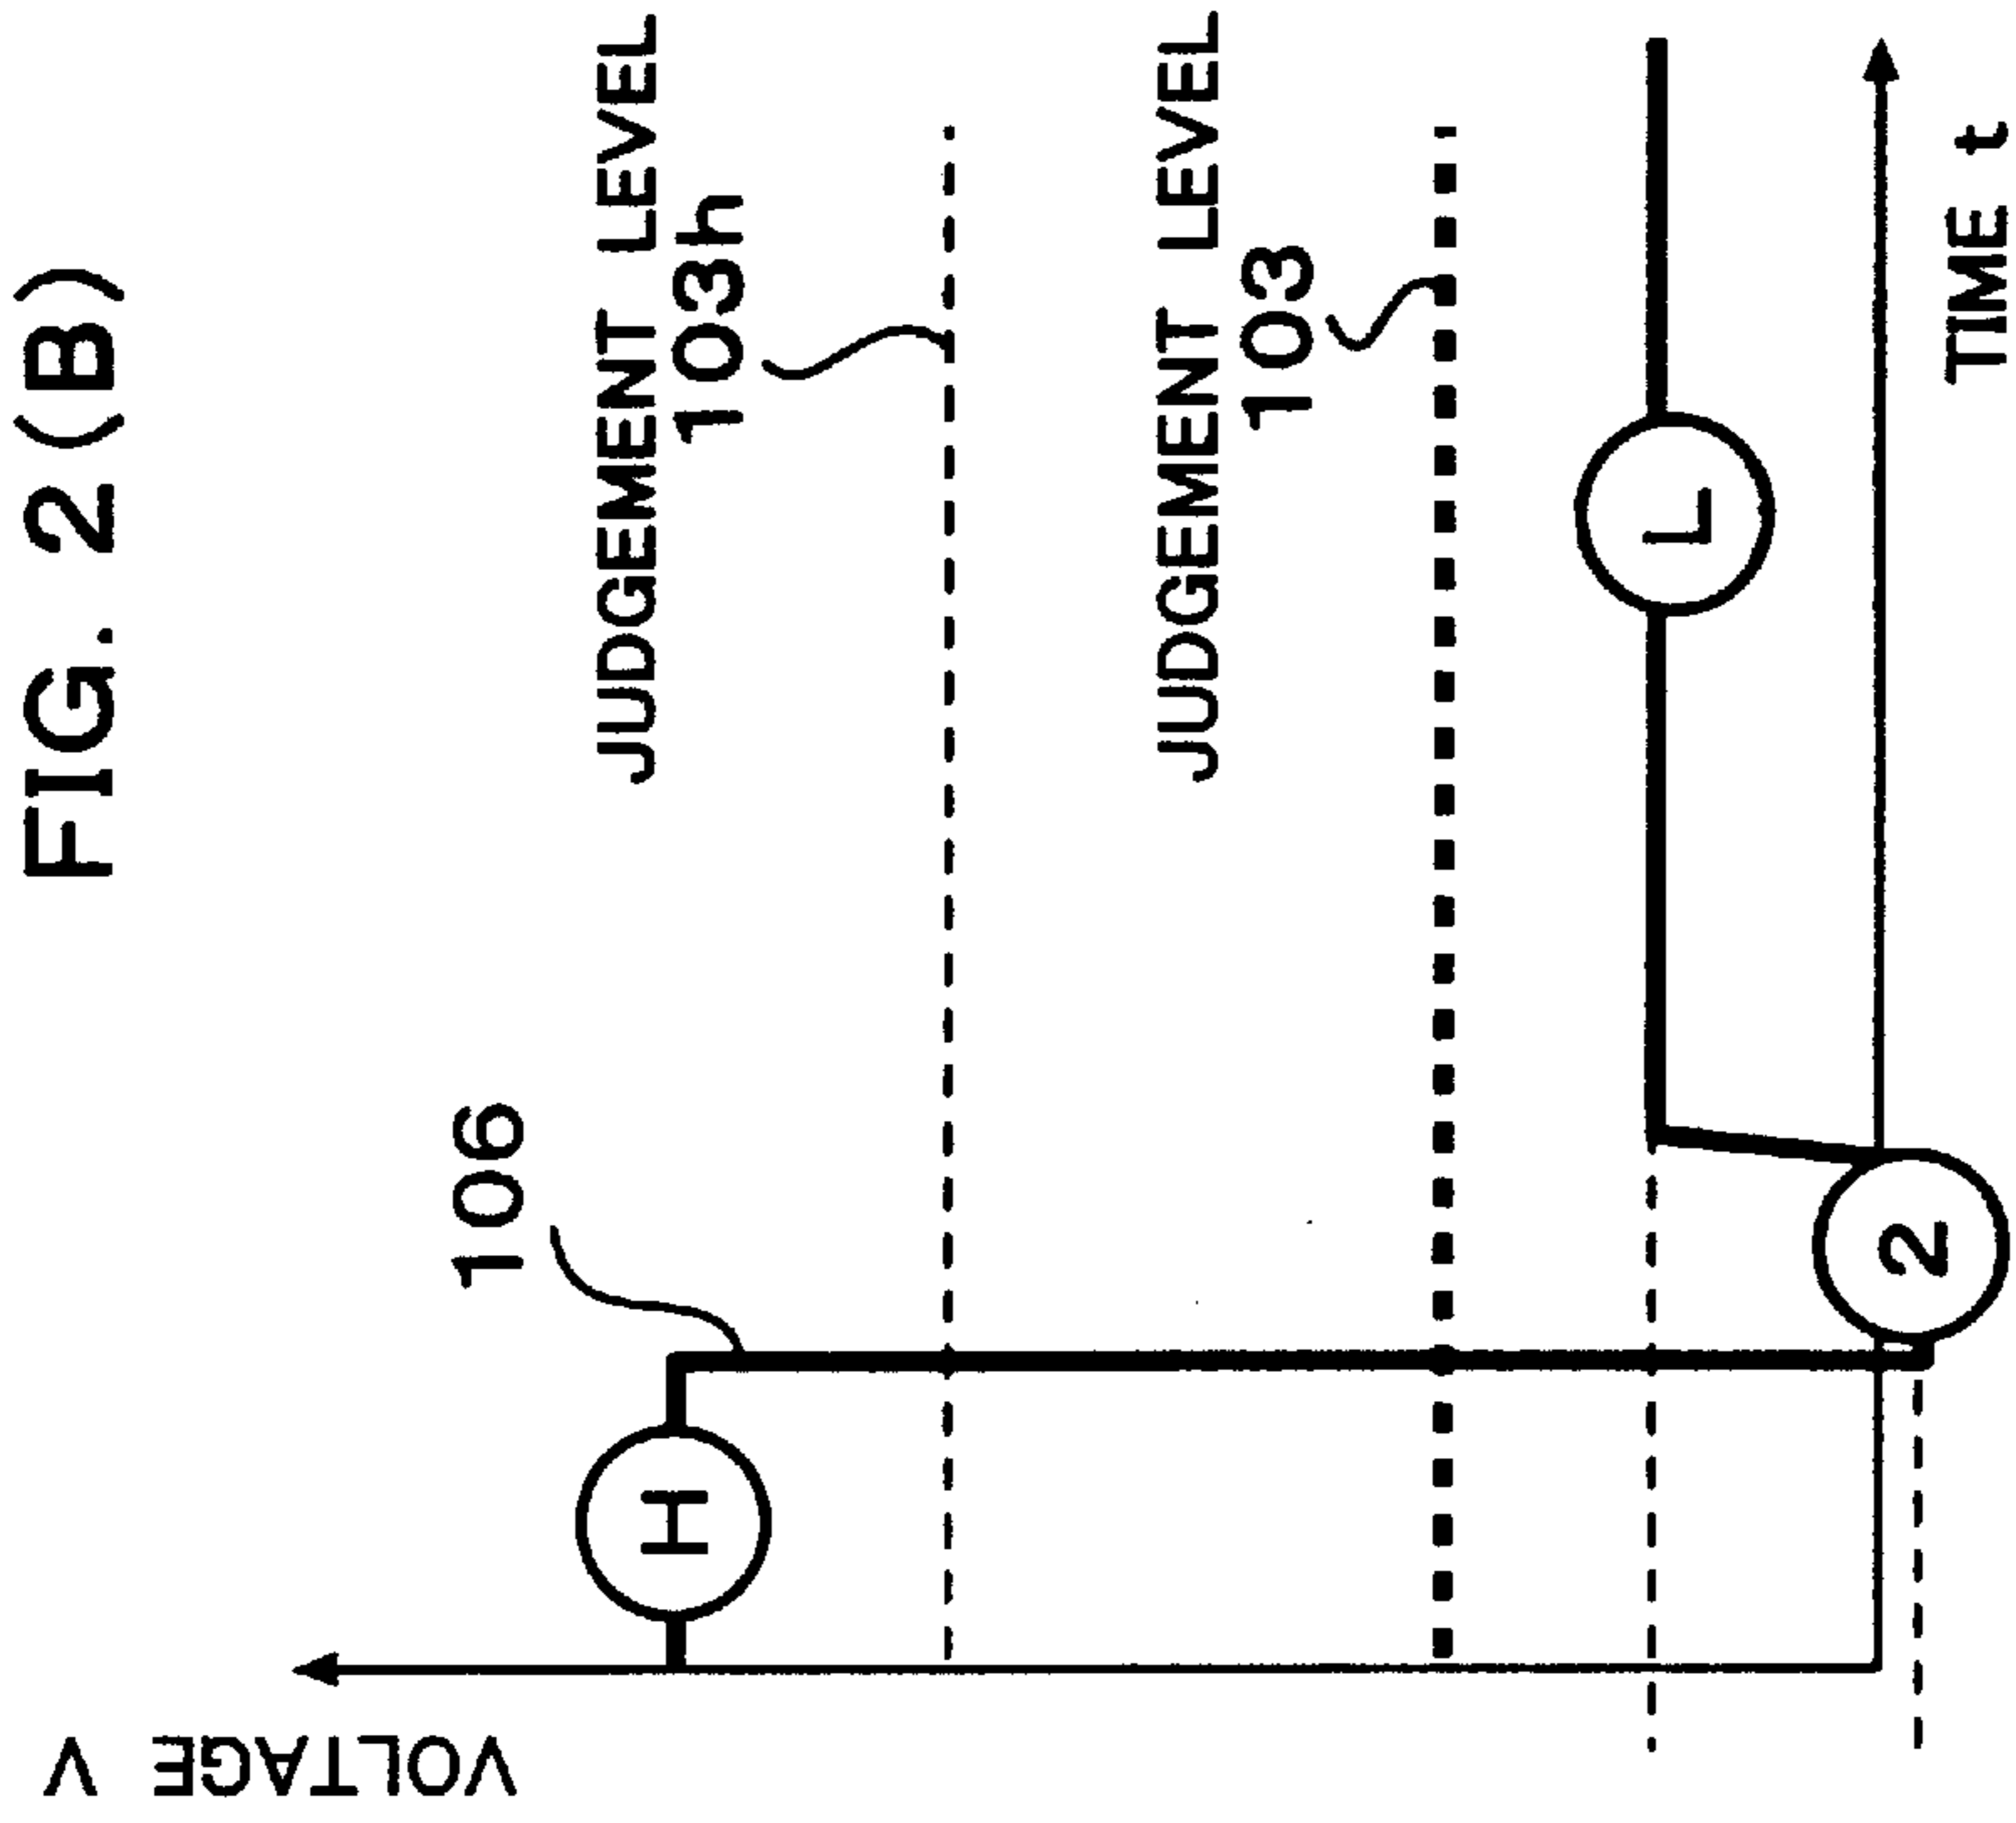 FIG. 2(B)
VOLTAGE V
JUDGEMENT LEVEL
103h
106
H
JUDGEMENT LEVEL
103
L
2
TIME t